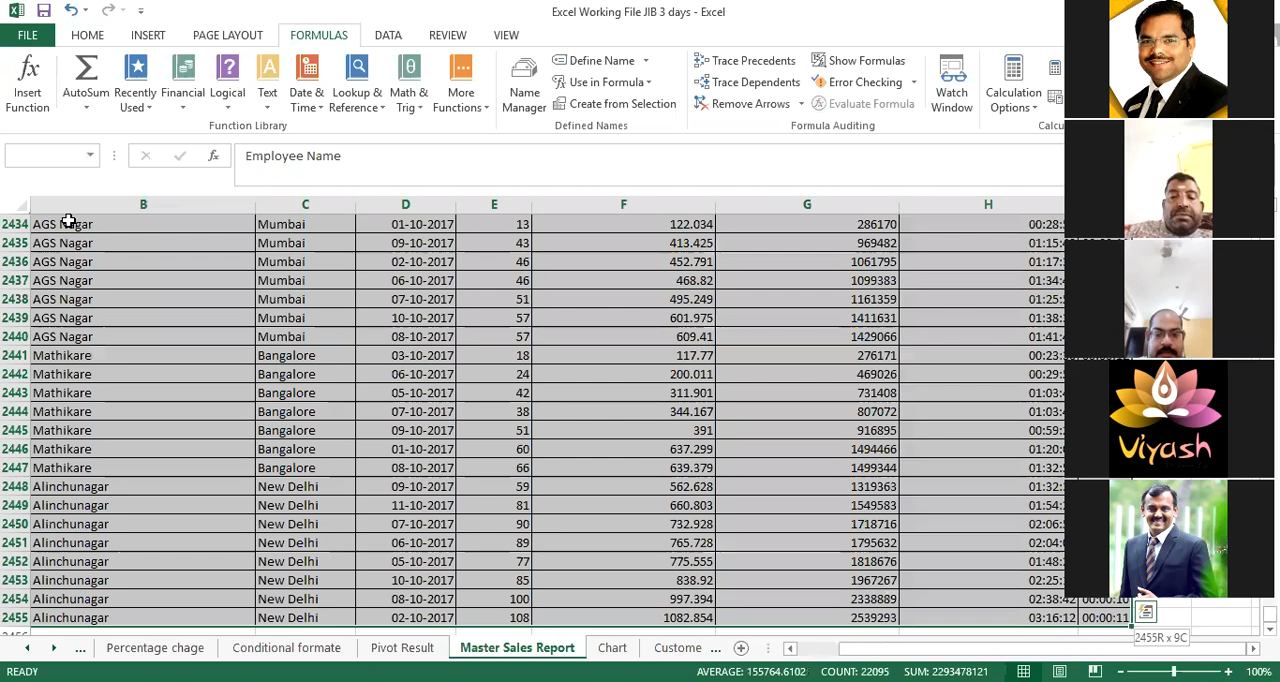 Excel Working File JIB 3 days - Excel
FILE HOME INSERT PAGE LAYOUT FORMULAS DATA REVIEW VIEW
fx Insert Function
AutoSum
Recently Used
Financial
Logical
Text
Date & Time
Lookup & Reference
Math & Trig
More Functions
Function Library
Name Manager
Define Name
Use in Formula
Create from Selection
Defined Names
Trace Precedents
Trace Dependents
Remove Arrows
Show Formulas
Error Checking
Evaluate Formula
Formula Auditing
Watch Window
Calculation Options
Calcu
fx Employee Name
B C D E F G H
2434 AGS Nagar Mumbai 01-10-2017 13 122.034 286170 00:28:
2435 AGS Nagar Mumbai 09-10-2017 43 413.425 969482 01:15:
2436 AGS Nagar Mumbai 02-10-2017 46 452.791 1061795 01:17:
2437 AGS Nagar Mumbai 06-10-2017 46 468.82 1099383 01:34:
2438 AGS Nagar Mumbai 07-10-2017 51 495.249 1161359 01:25:
2439 AGS Nagar Mumbai 10-10-2017 57 601.975 1411631 01:38:
2440 AGS Nagar Mumbai 08-10-2017 57 609.41 1429066 01:41:
2441 Mathikare Bangalore 03-10-2017 18 117.77 276171 00:23:
2442 Mathikare Bangalore 06-10-2017 24 200.011 469026 00:29:
2443 Mathikare Bangalore 05-10-2017 42 311.901 731408 01:03:
2444 Mathikare Bangalore 07-10-2017 38 344.167 807072 01:03:
2445 Mathikare Bangalore 09-10-2017 51 391 916895 00:59:
2446 Mathikare Bangalore 01-10-2017 60 637.299 1494466 01:20:
2447 Mathikare Bangalore 08-10-2017 66 639.379 1499344 01:32:
2448 Alinchunagar New Delhi 09-10-2017 59 562.628 1319363 01:32:
2449 Alinchunagar New Delhi 11-10-2017 81 660.803 1549583 01:54:
2450 Alinchunagar New Delhi 07-10-2017 90 732.928 1718716 02:06:
2451 Alinchunagar New Delhi 06-10-2017 89 765.728 1795632 02:04:
2452 Alinchunagar New Delhi 05-10-2017 77 775.555 1818676 01:48:
2453 Alinchunagar New Delhi 10-10-2017 85 838.92 1967267 02:25:
2454 Alinchunagar New Delhi 08-10-2017 100 997.394 2338889 02:38:42 00:00:10
2455 Alinchunagar New Delhi 02-10-2017 108 1082.854 2539293 03:16:12 00:00:11
2455R x 9C
... Percentage chage Conditional formate Pivot Result Master Sales Report Chart Custome ...
READY AVERAGE: 155764.6102 COUNT: 22095 SUM: 2293478121 100%
Viyash